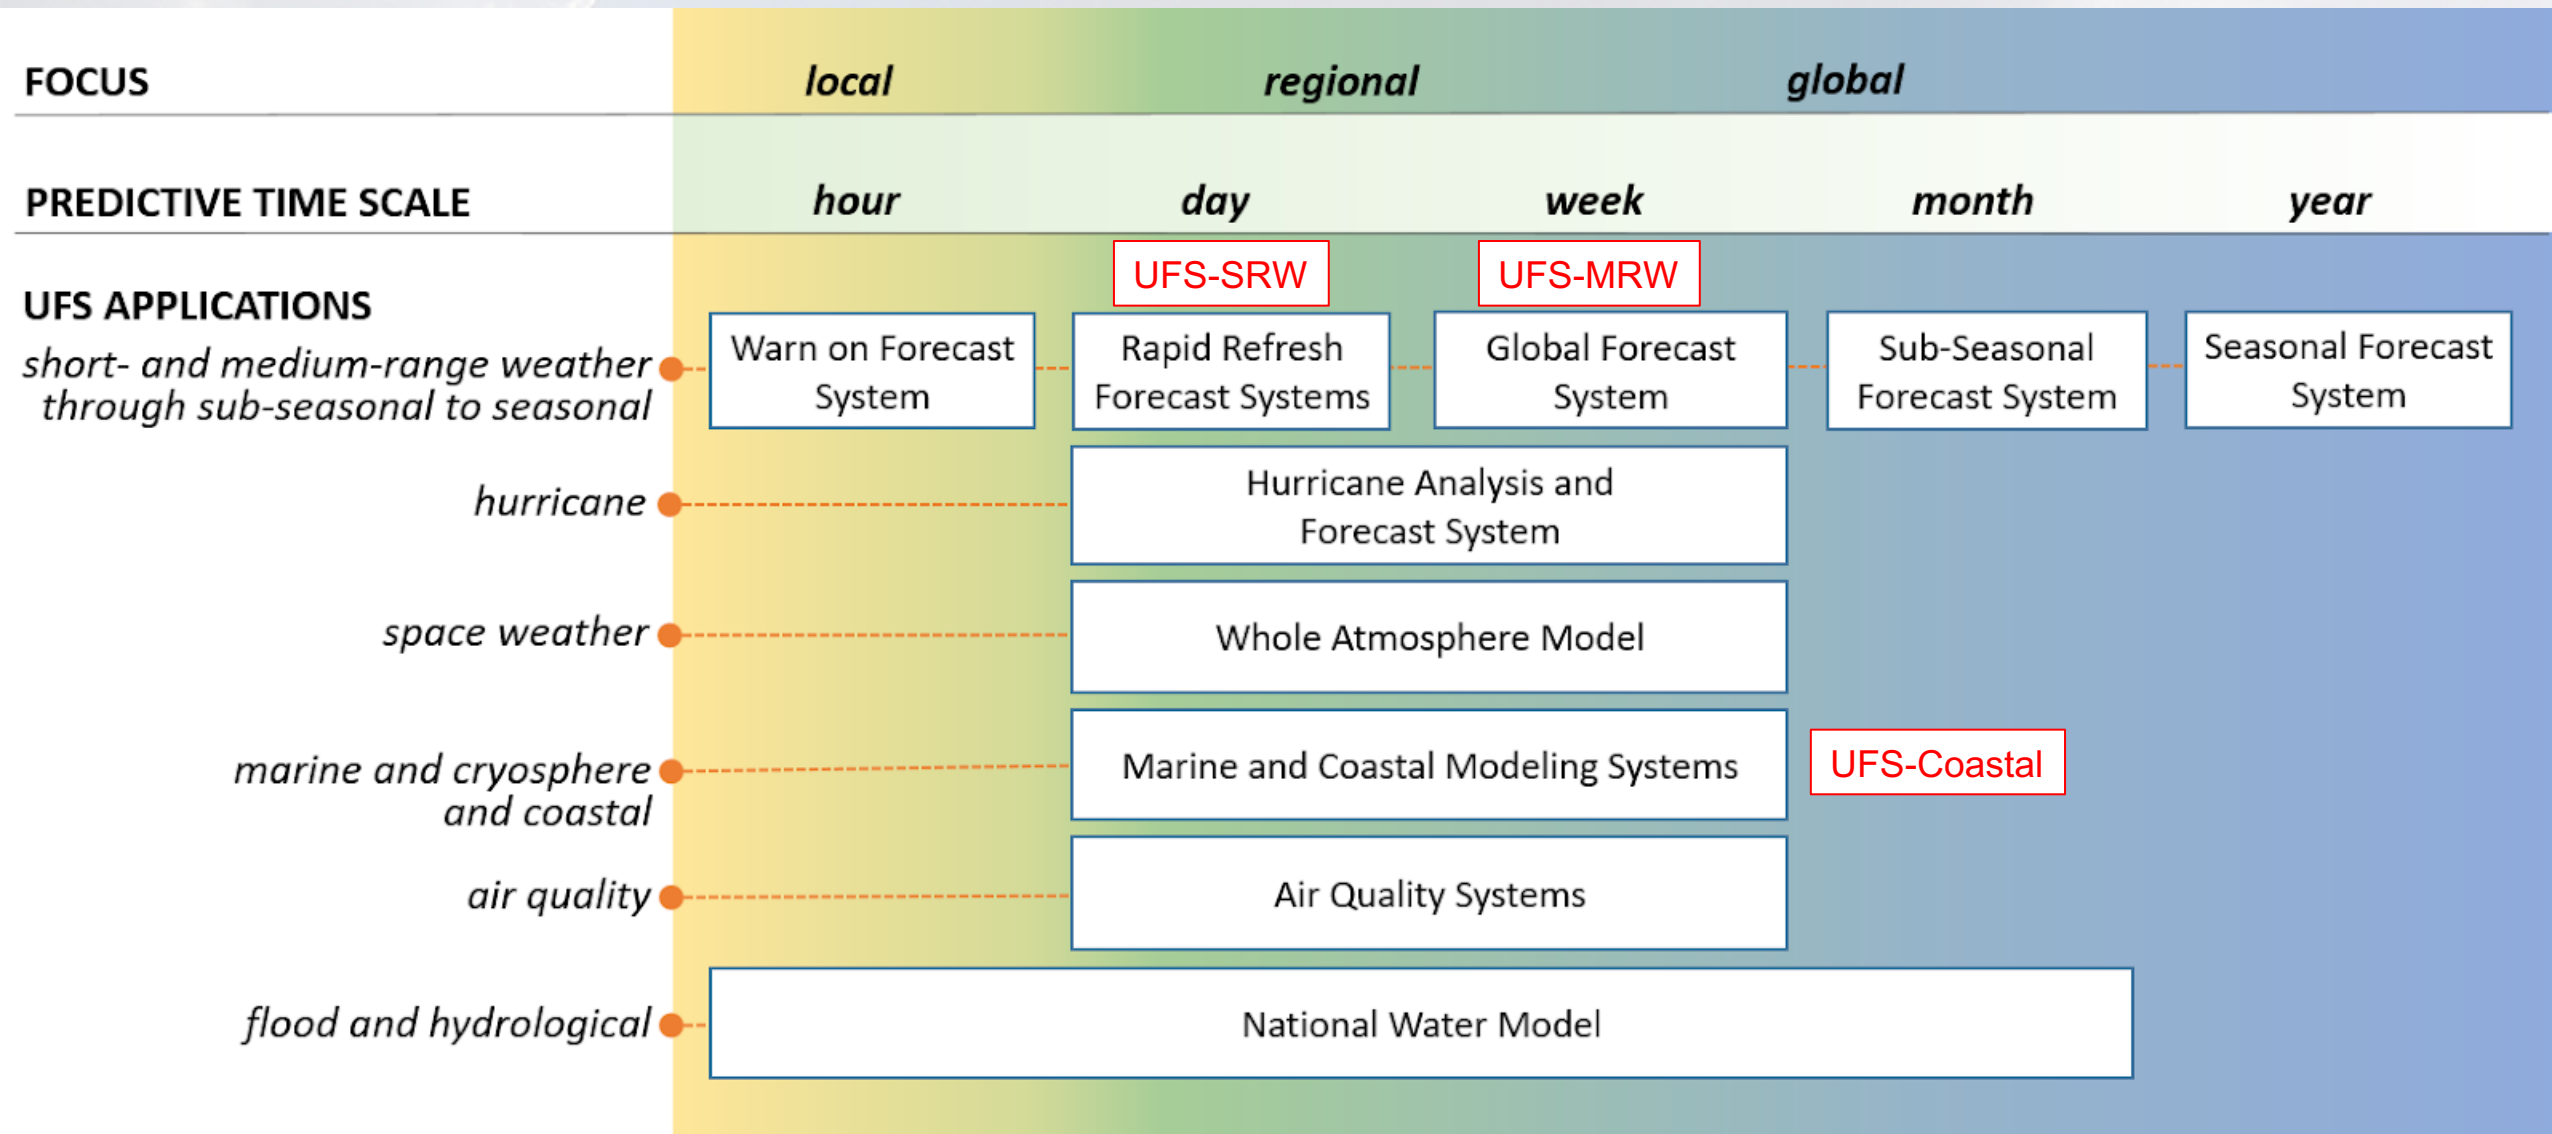 FOCUS local regional global
PREDICTIVE TIME SCALE hour day week month year
UFS-SRW UFS-MRW
UFS APPLICATIONS
short- and medium-range weather
through sub-seasonal to seasonal
Warn on Forecast
System
Rapid Refresh
Forecast Systems
Global Forecast
System
Sub-Seasonal
Forecast System
Seasonal Forecast
System
hurricane
Hurricane Analysis and
Forecast System
space weather
Whole Atmosphere Model
marine and cryosphere
and coastal
Marine and Coastal Modeling Systems
UFS-Coastal
air quality
Air Quality Systems
flood and hydrological
National Water Model